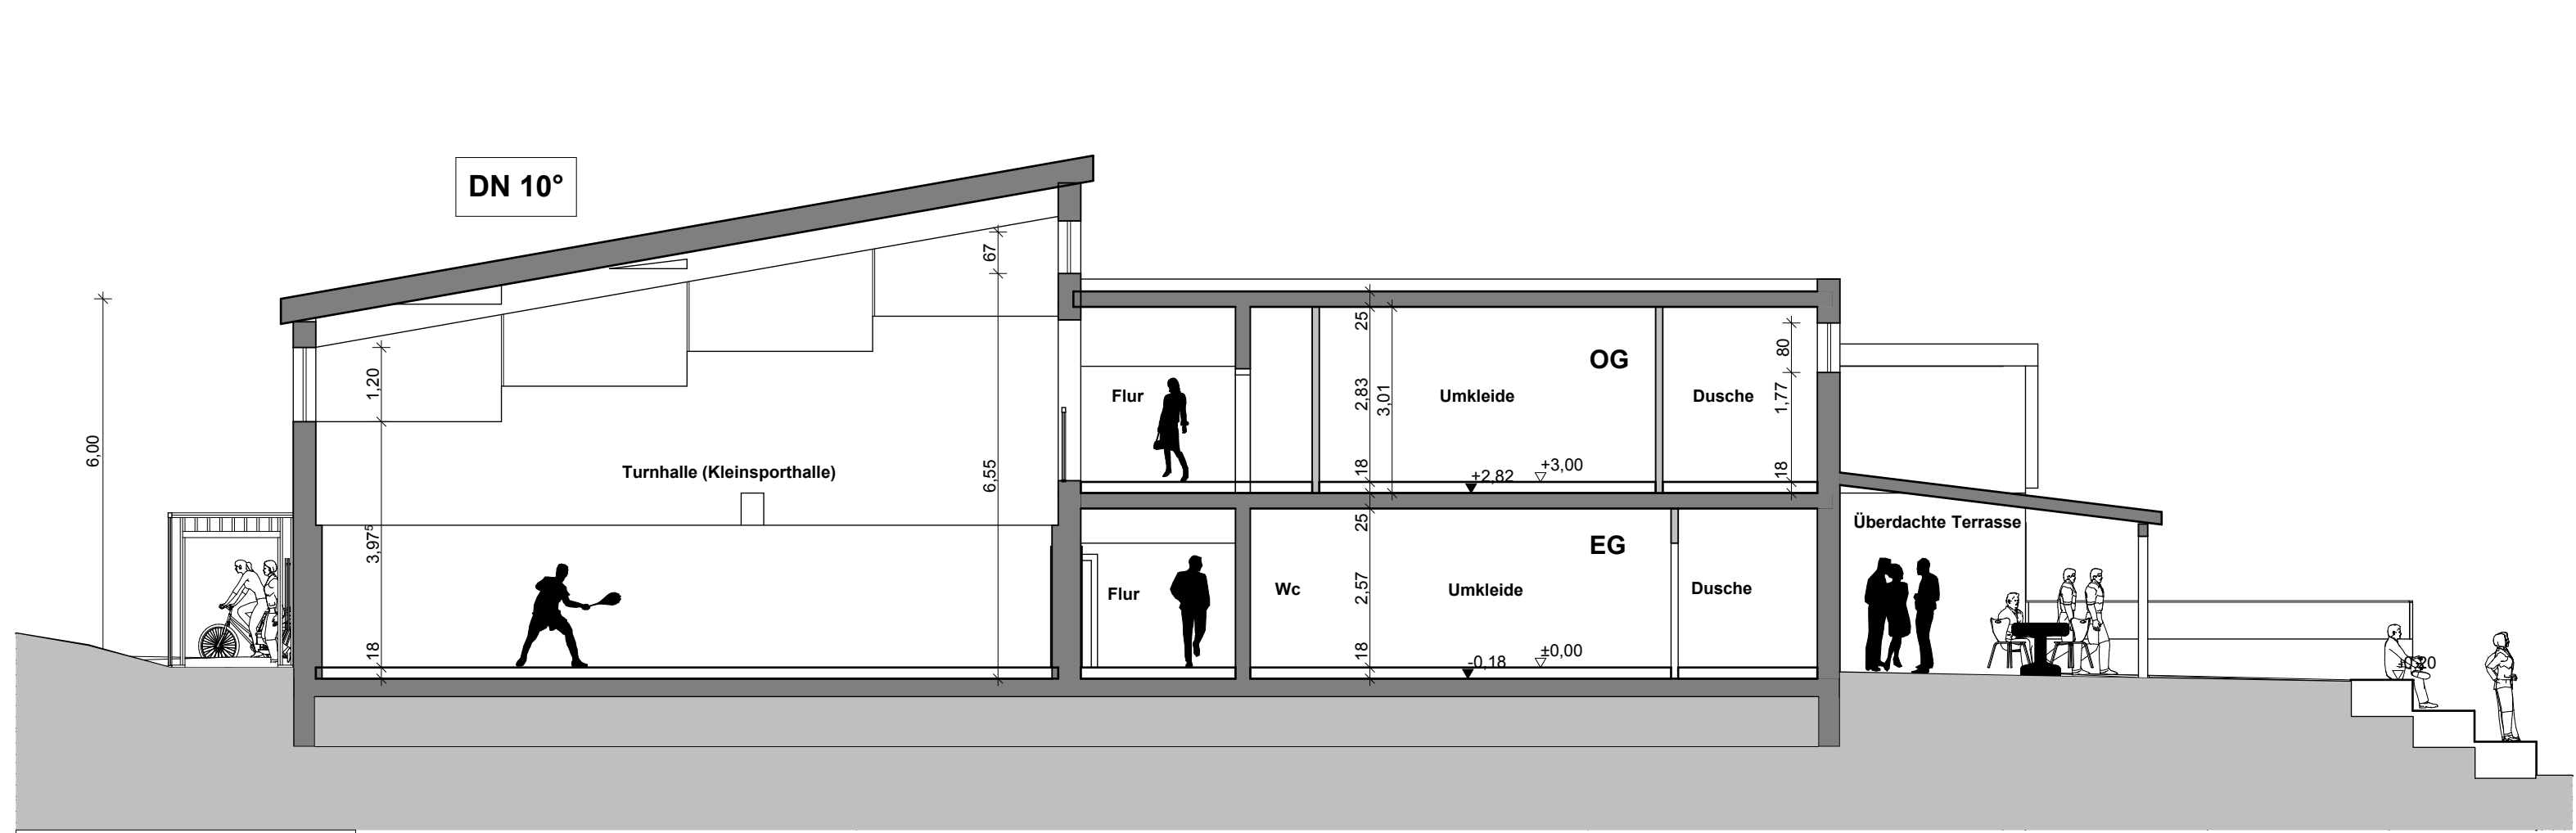 DN 10°
67
25
80
1,20
OG
2,83
3,01
1,77
Flur
Umkleide
Dusche
6,00
Turnhalle (Kleinsporthalle)
6,55
18
+2,82
+3,00
18
3,97⁵
25
Überdachte Terrasse
EG
2,57
Flur
Wc
Umkleide
Dusche
18
18
-0,18
±0,00